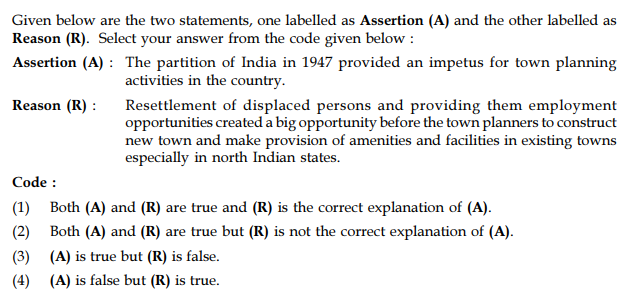 Given below are the two statements, one labelled as Assertion (A) and the other labelled as
Reason (R). Select your answer from the code given below :
Assertion (A) : The partition of India in 1947 provided an impetus for town planning
activities in the country.
Reason (R) : Resettlement of displaced persons and providing them employment
opportunities created a big opportunity before the town planners to construct
new town and make provision of amenities and facilities in existing towns
especially in north Indian states.
Code :
(1) Both (A) and (R) are true and (R) is the correct explanation of (A).
(2) Both (A) and (R) are true but (R) is not the correct explanation of (A).
(3) (A) is true but (R) is false.
(4) (A) is false but (R) is true.